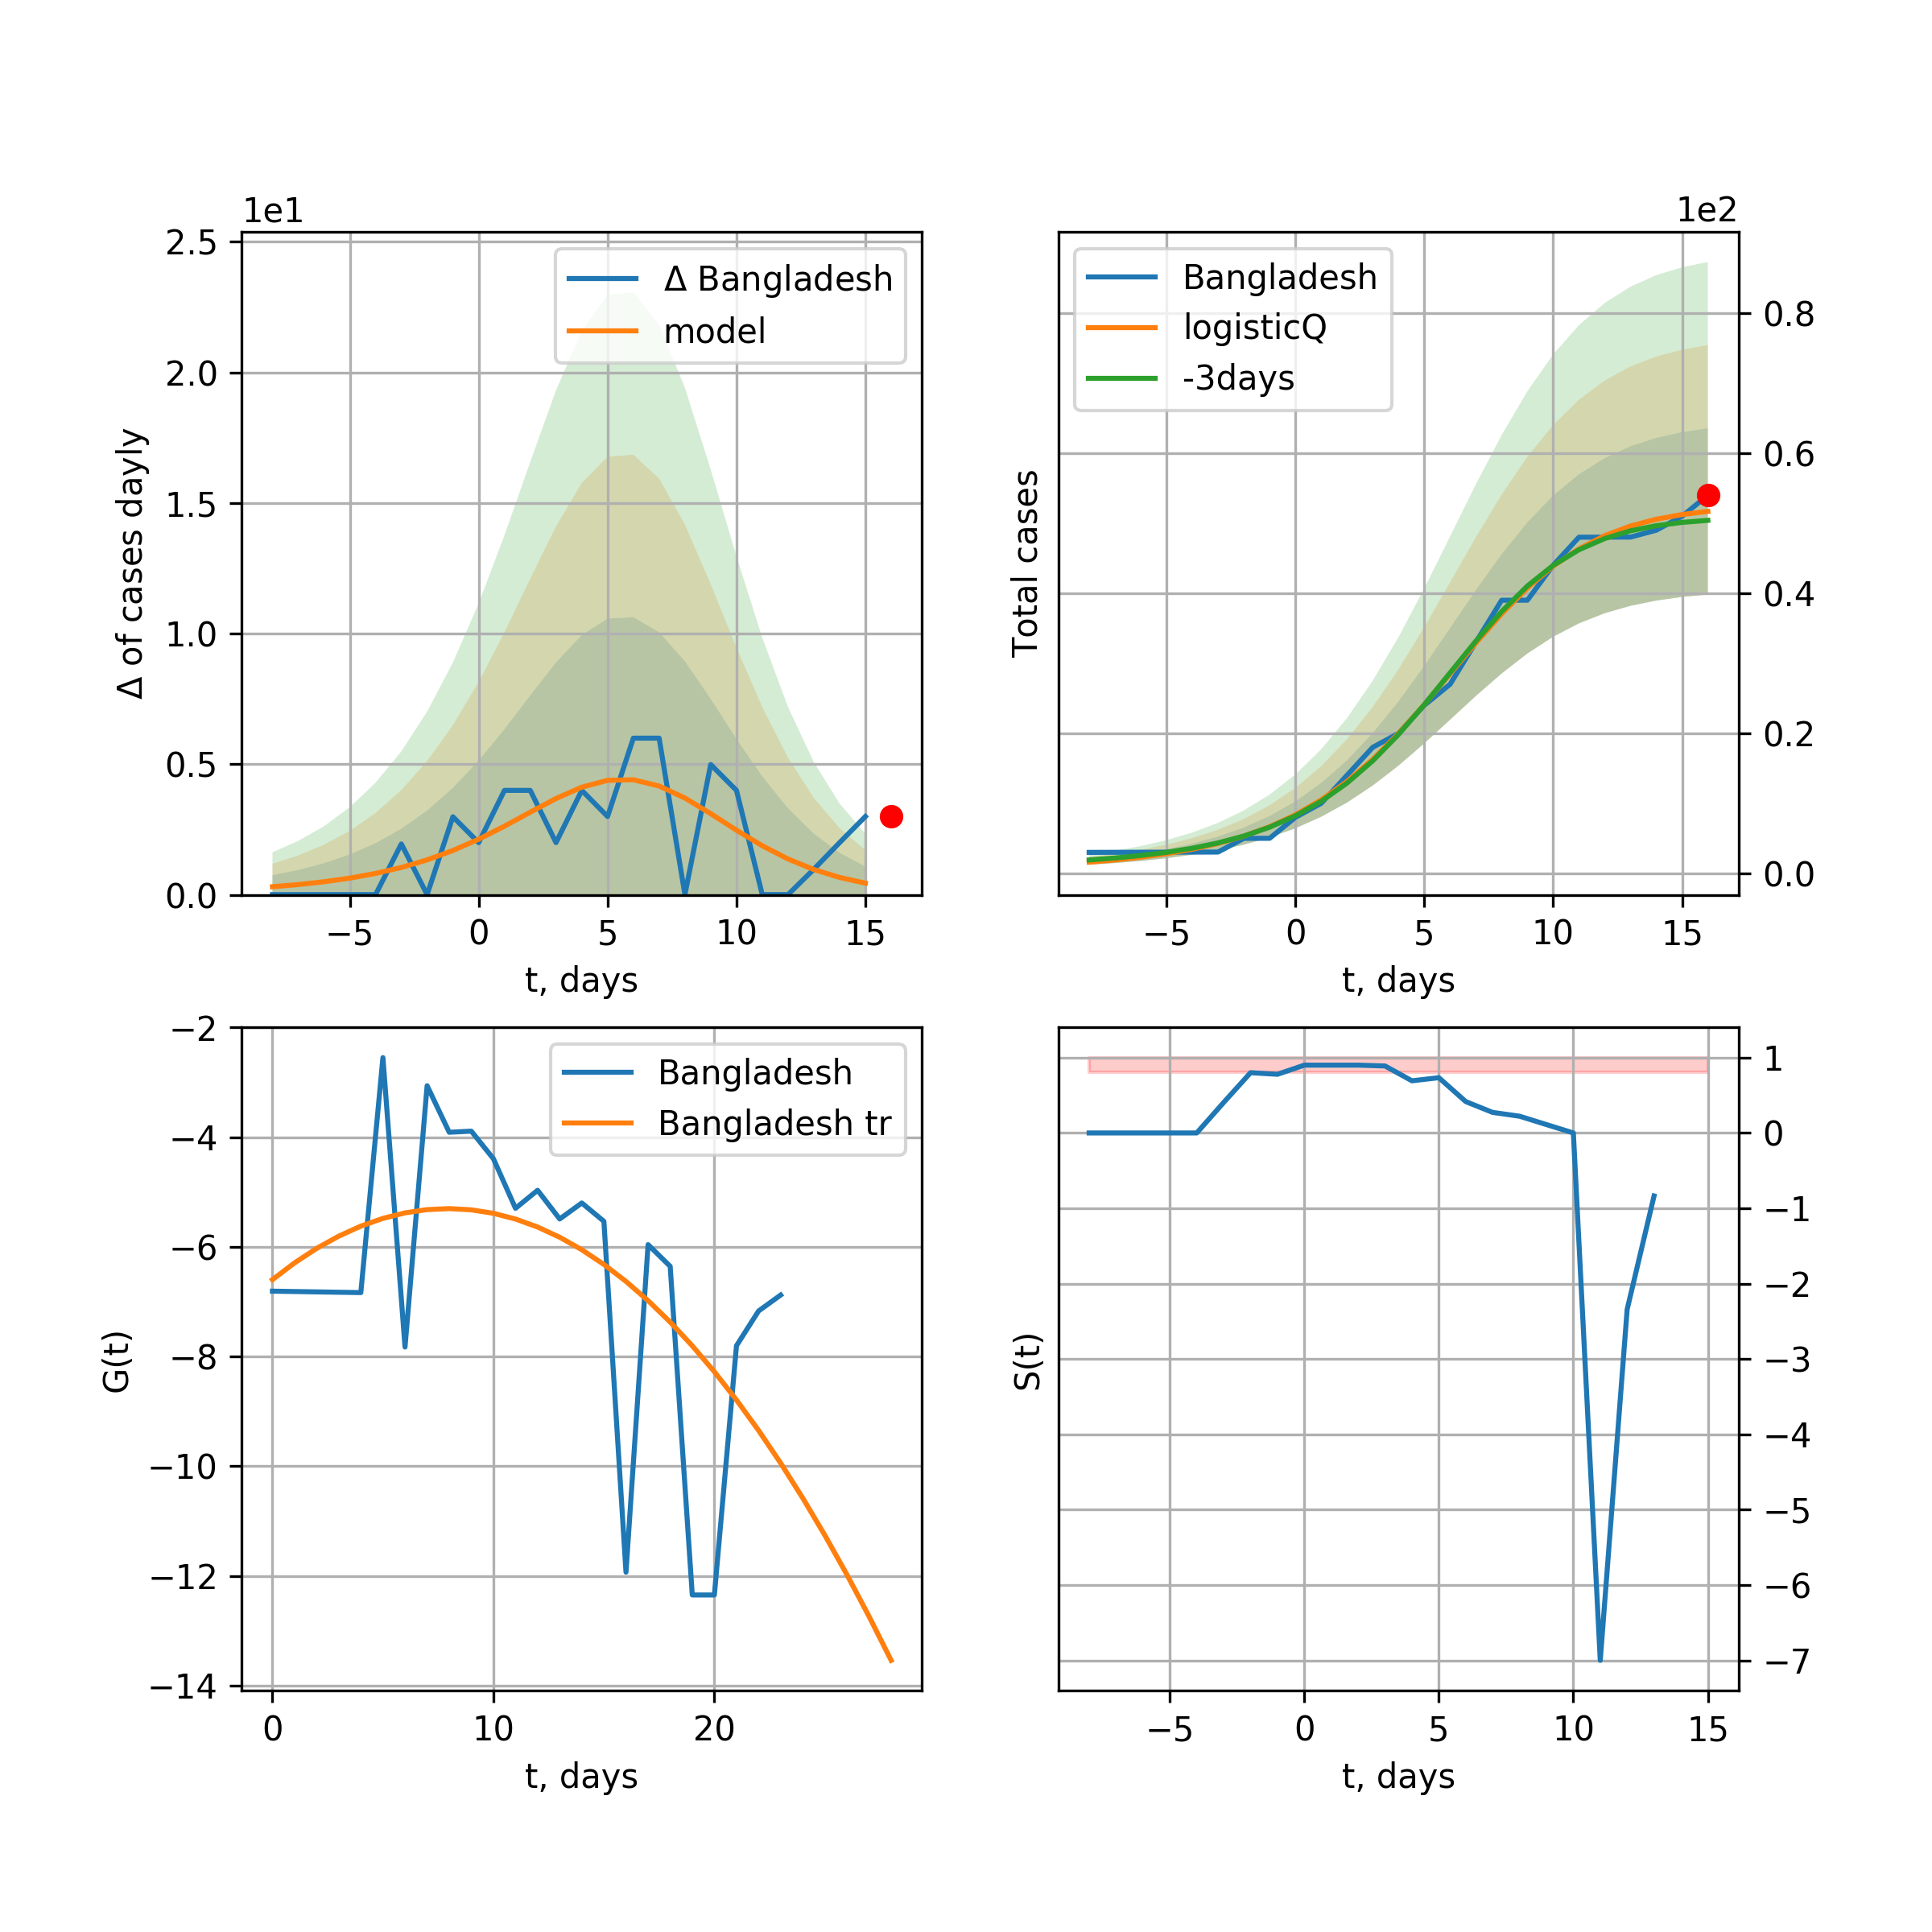 1e1
2.5
2.0
1.5
1.0
0.5
0.0
Δ of cases dayly
Δ Bangladesh
model
−5
0
5
10
15
t, days
1e2
Bangladesh
logisticQ
-3days
Total cases
0.8
0.6
0.4
0.2
0.0
−5
0
5
10
15
t, days
−2
−4
−6
−8
−10
−12
−14
G(t)
Bangladesh
Bangladesh tr
0
10
20
t, days
S(t)
1
0
−1
−2
−3
−4
−5
−6
−7
−5
0
5
10
15
t, days